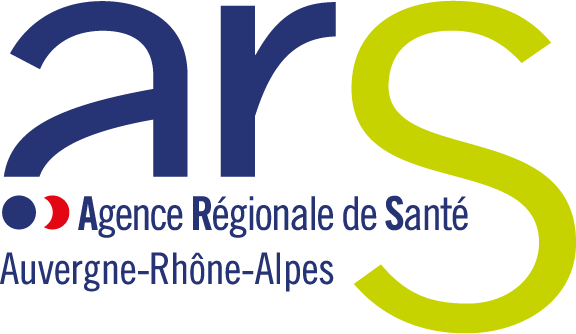 ars
Agence Régionale de Santé
Auvergne-Rhône-Alpes